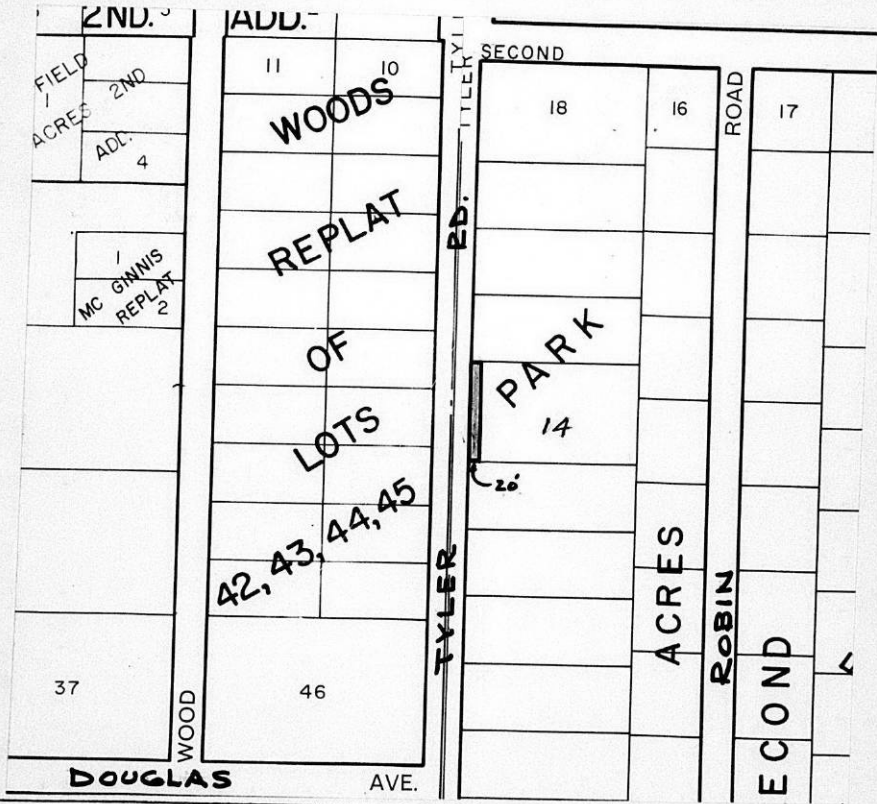 2ND.
ADD.
TYLER
SECOND
FIELD
1
ACRES
2ND
ADD.
4
11
10
WOODS
REPLAT
OF
LOTS
42, 43, 44, 45
18
16
ROAD
17
RD.
1
MC GINNIS
REPLAT
2
PARK
14
20'
TYLER
ACRES
ROBIN
ECOND
37
WOOD
46
DOUGLAS AVE.